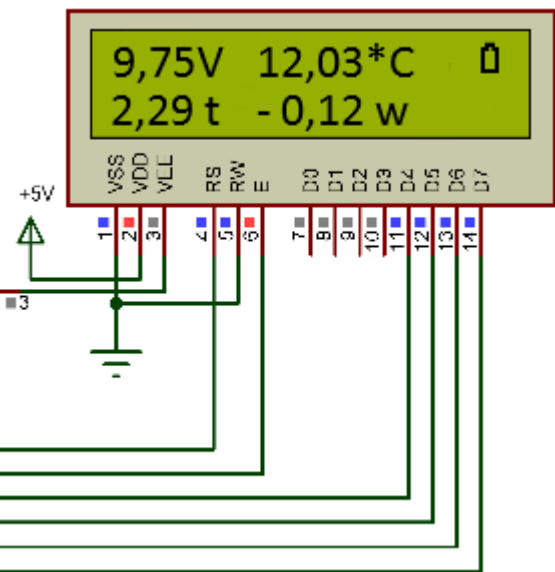 9,75V 12,03*C
2,29 t - 0,12 w
VSS VDD VEE RS RW E D0 D1 D2 D3 D4 D5 D6 D7
+5V
1 2 3 4 5 6 7 8 9 10 11 12 13 14
3